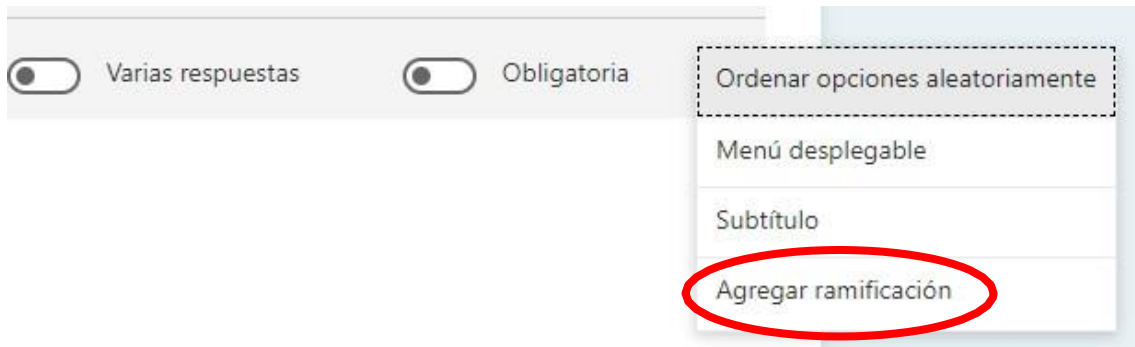 Varias respuestas
Obligatoria
Ordenar opciones aleatoriamente
Menú desplegable
Subtítulo
Agregar ramificación